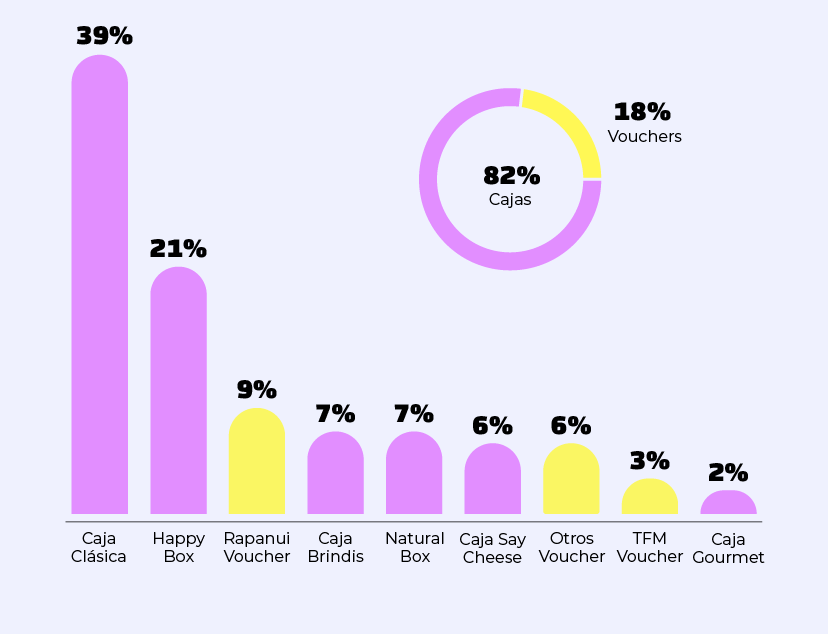 39%
18%
Vouchers
82%
Cajas
21%
9%
7%
7%
6%
6%
3%
2%
Caja
Clásica
Happy
Box
Rapanui
Voucher
Caja
Brindis
Natural
Box
Caja Say
Cheese
Otros
Voucher
TFM
Voucher
Caja
Gourmet